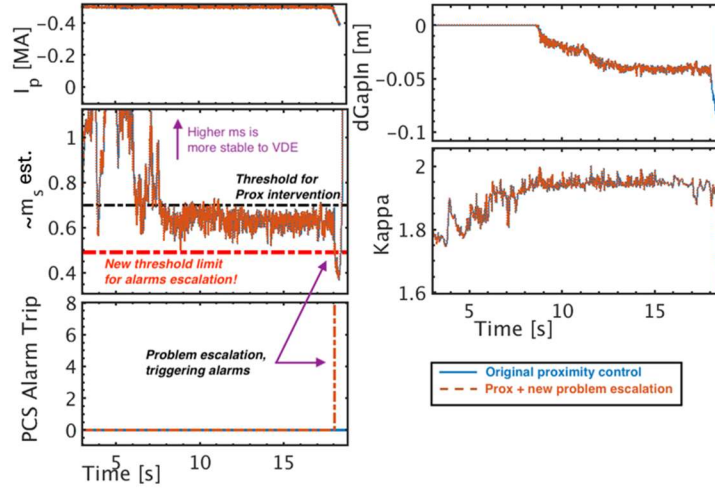 I_p [MA]
−0.4
−0.2
0
~m_s est.
1
0.8
0.6
0.4
Higher ms is
more stable to VDE
Threshold for
Prox intervention
New threshold limit
for alarms escalation!
PCS Alarm Trip
8
6
4
2
0
Problem escalation,
triggering alarms
5
10
15
Time [s]
dGapIn [m]
0
−0.05
−0.1
Kappa
2
1.8
1.6
5
10
15
Time [s]
Original proximity control
Prox + new problem escalation